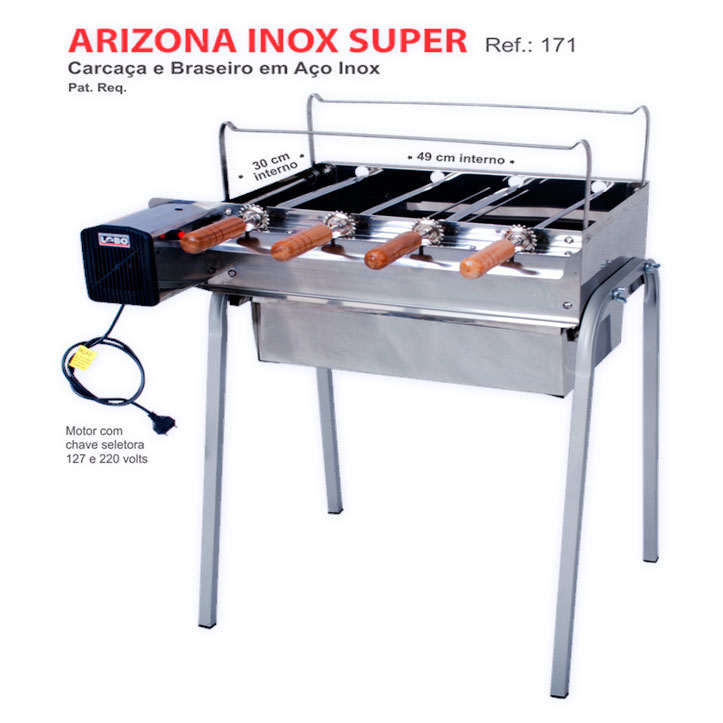 ARIZONA INOX SUPER Ref.: 171
Carcaça e Braseiro em Aço Inox
Pat. Req.
30 cm
interno
49 cm interno
LOBO
Motor com
chave seletora
127 e 220 volts